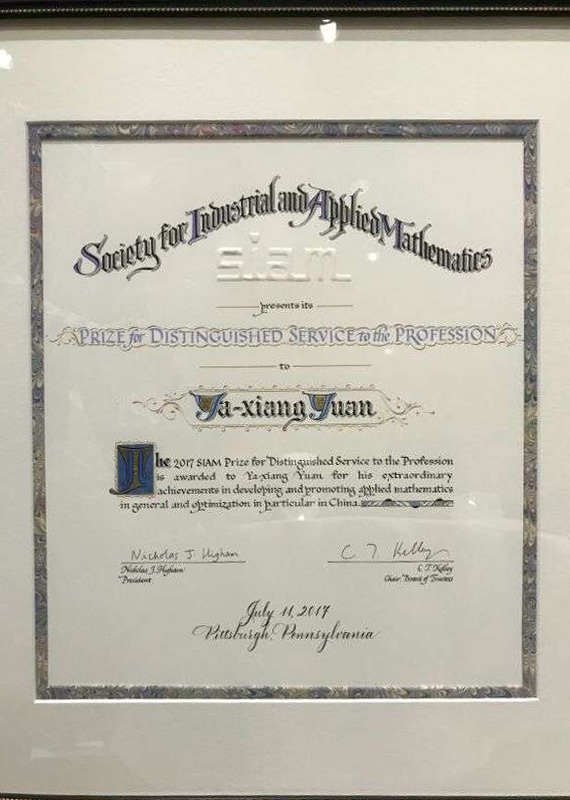 Society for Industrial and Applied Mathematics
siam
presents its
PRIZE for DISTINGUISHED SERVICE to the PROFESSION
to
Ya-xiang Yuan
The 2017 SIAM Prize for Distinguished Service to the Profession
is awarded to Ya-xiang Yuan for his extraordinary
achievements in developing and promoting applied mathematics
in general and optimization in particular in China.
Nicholas J Higham
C. T. Kelley
Nicholas J. Higham
President
C. T. Kelley
Chair, Board of Trustees
July 11, 2017
Pittsburgh, Pennsylvania